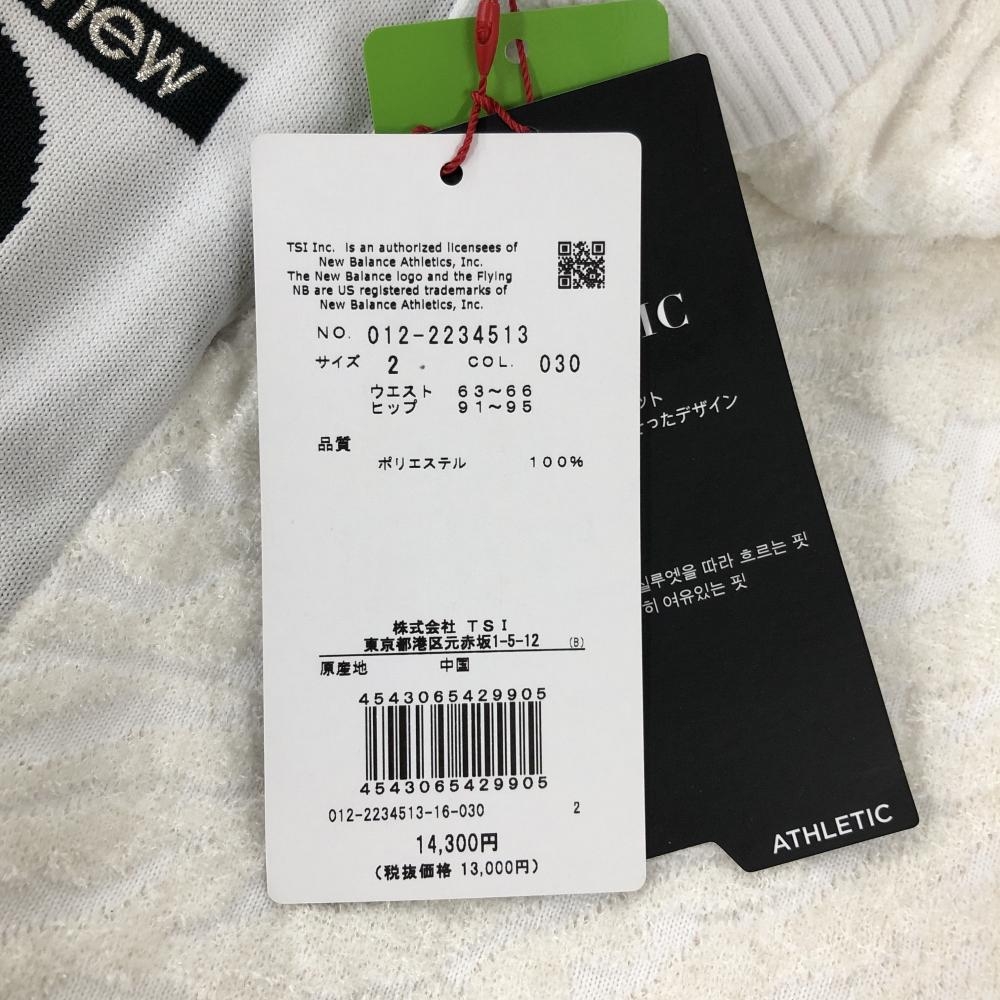 new
TSI Inc. is an authorized licensees of
New Balance Athletics, Inc.
The New Balance logo and the Flying
NB are US registered trademarks of
New Balance Athletics, Inc.
NO. 012-2234513
サイズ 2 COL. 030
ウエスト 63～66
ヒップ 91～95
品質
ポリエステル 100%
株式会社 TSI
東京都港区元赤坂1-5-12 (B)
原産地 中国
4543065429905
4543065429905
012-2234513-16-030 2
14,300円
(税抜価格 13,000円)
IC
ット
ったデザイン
실루엣을 따라 흐르는 핏
히 여유있는 핏
ATHLETIC